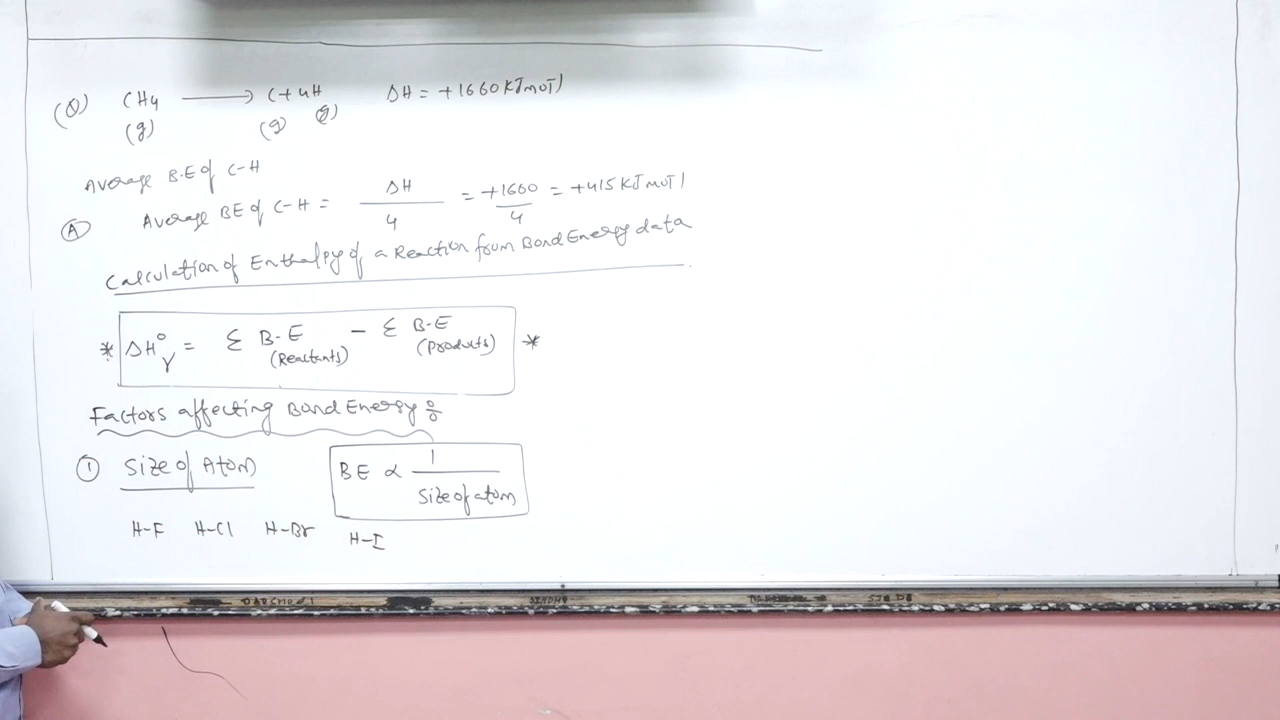 (Q) CH4 → C + 4H ΔH = +1660 KJ mol⁻¹
(g) (g) (g)
Average B.E of C-H
(A) Average BE of C-H = ΔH/4 = +1660/4 = +415 KJ mol⁻¹
Calculation of Enthalpy of a Reaction from Bond Energy data
* ΔH°r = Σ B-E (Reactants) - Σ B-E (Products) *
Factors affecting Bond Energy :
① Size of Atom BE ∝ 1/Size of atom
H-F H-Cl H-Br H-I